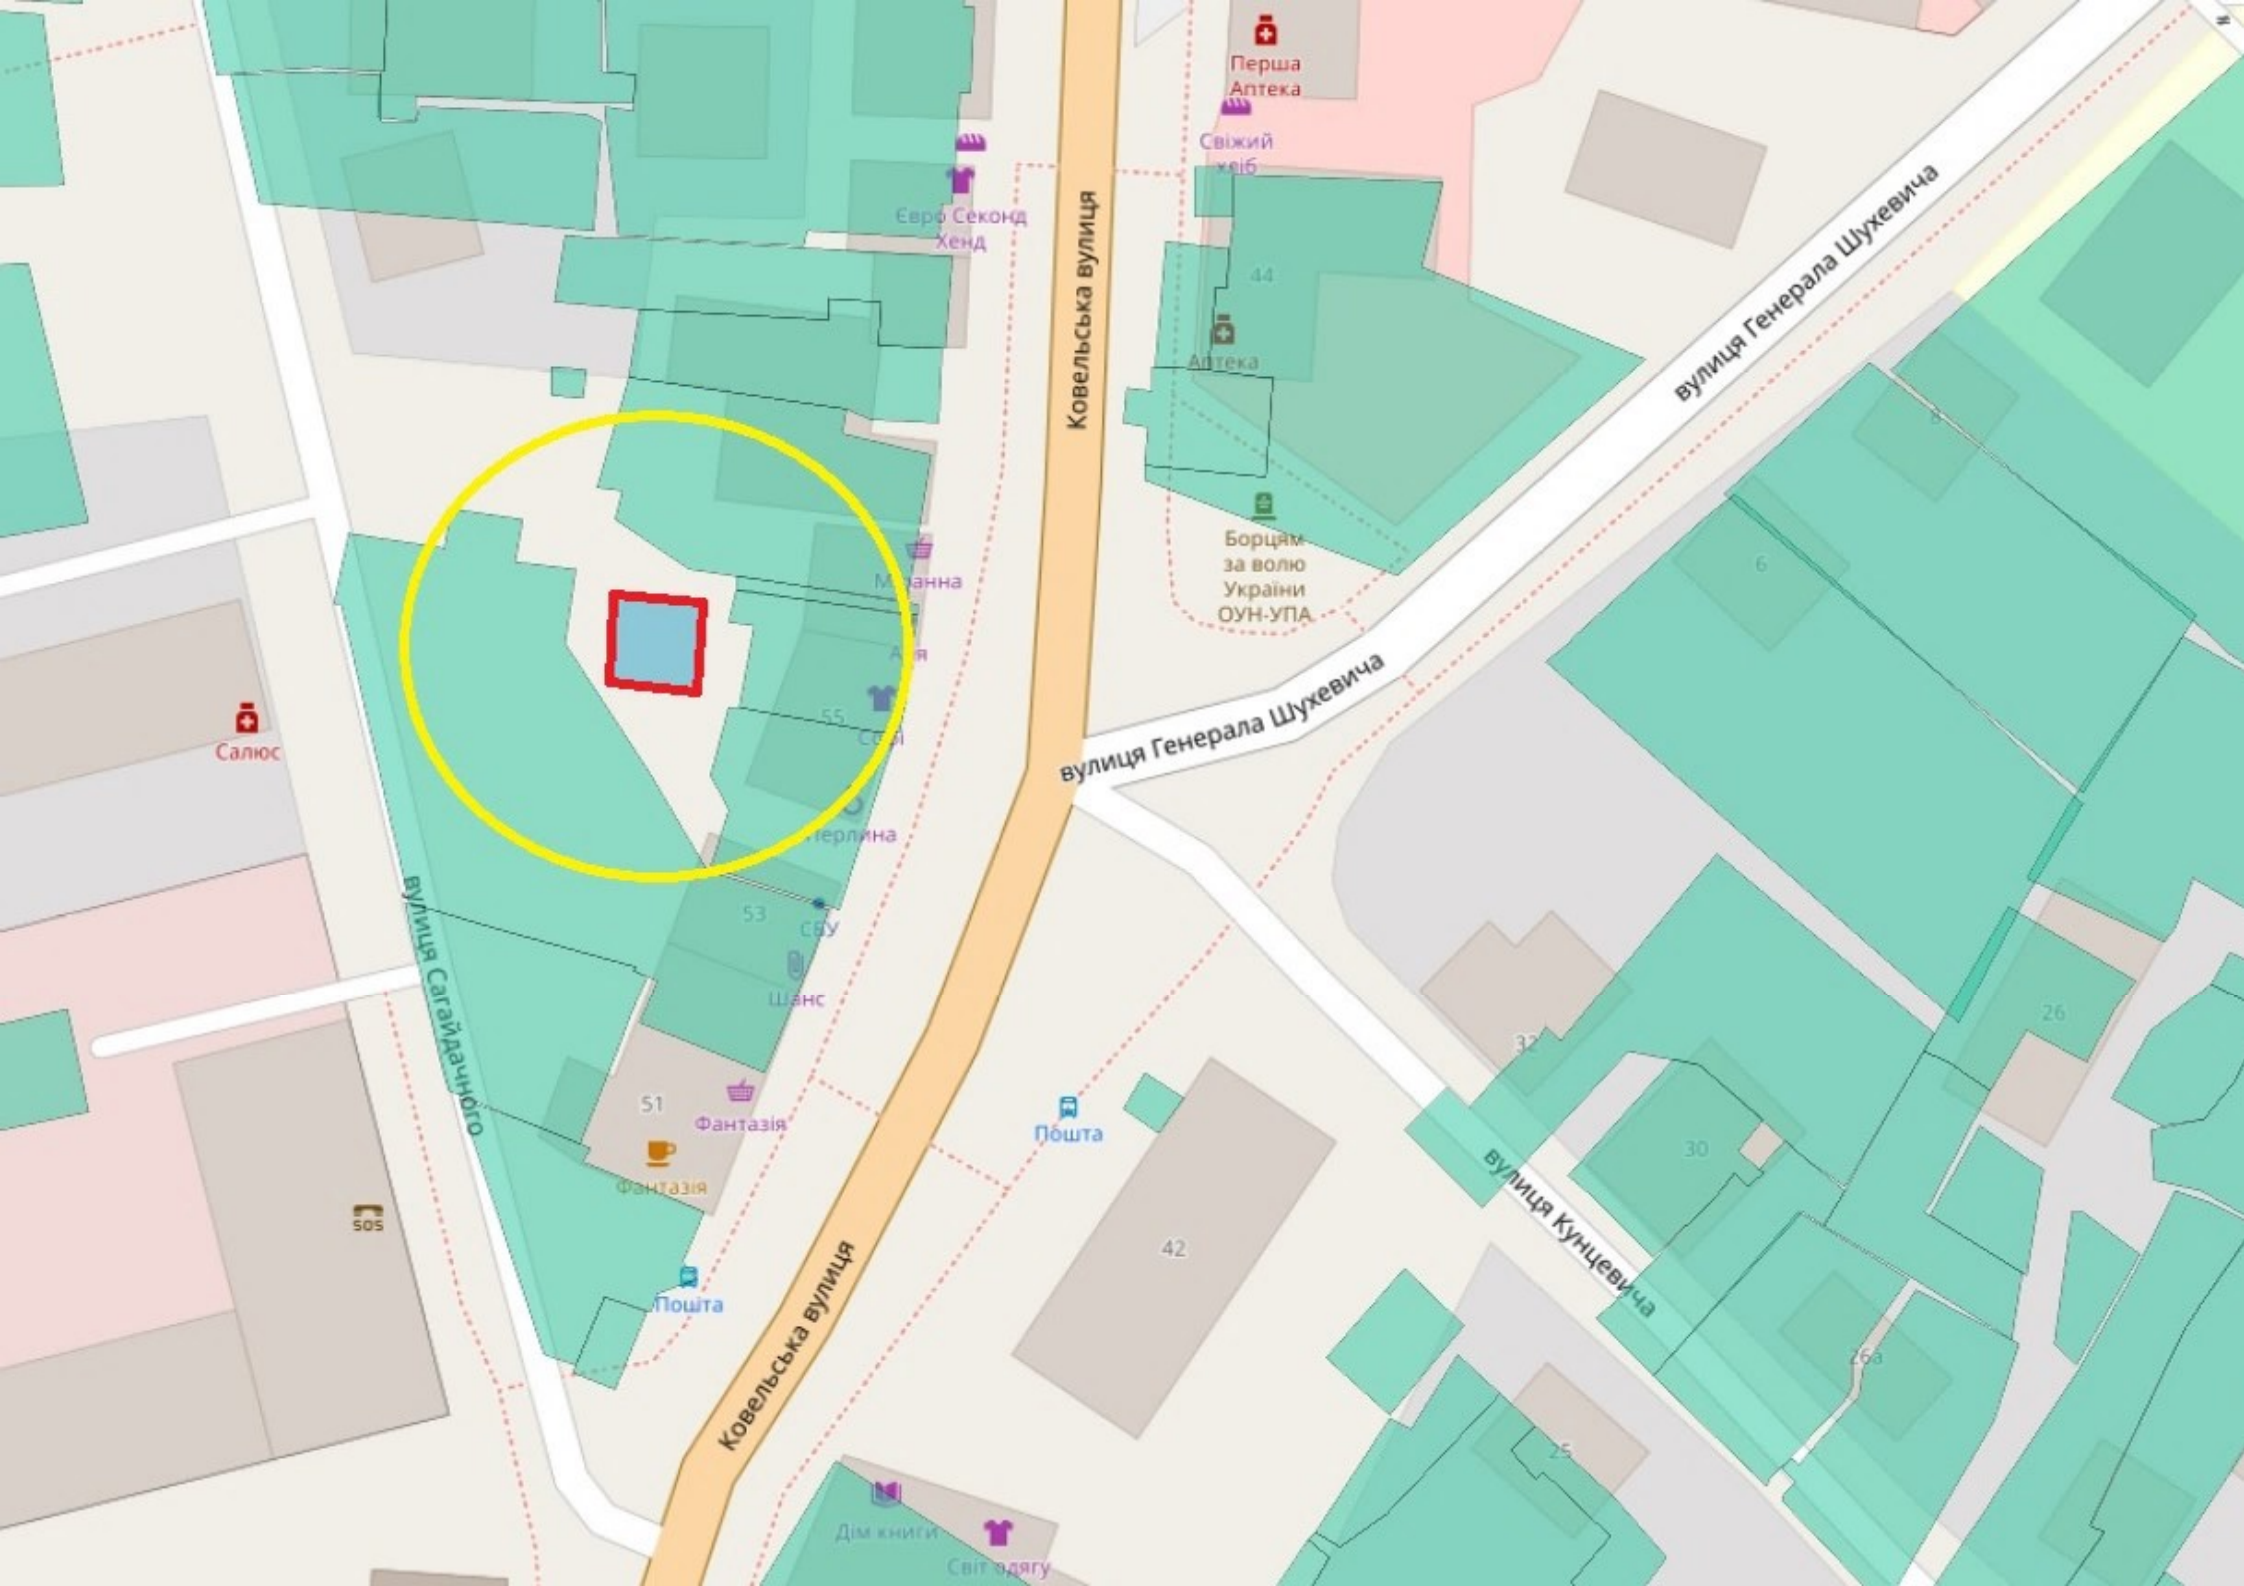 Перша
Аптека
Свіжий
хліб
Євро Секонд
Хенд
44
Аптека
Ковельська вулиця
вулиця Генерала Шухевича
8
6
Борцям
за волю
України
ОУН-УПА
55
Перлина
вулиця Генерала Шухевича
Салюс
53
СБУ
Шанс
вулиця Сагайдачного
51
Фантазія
Фантазія
Пошта
sos
Пошта
42
32
30
26
вулиця Кунцевича
26а
25
Ковельська вулиця
Дім книги
Світ одягу